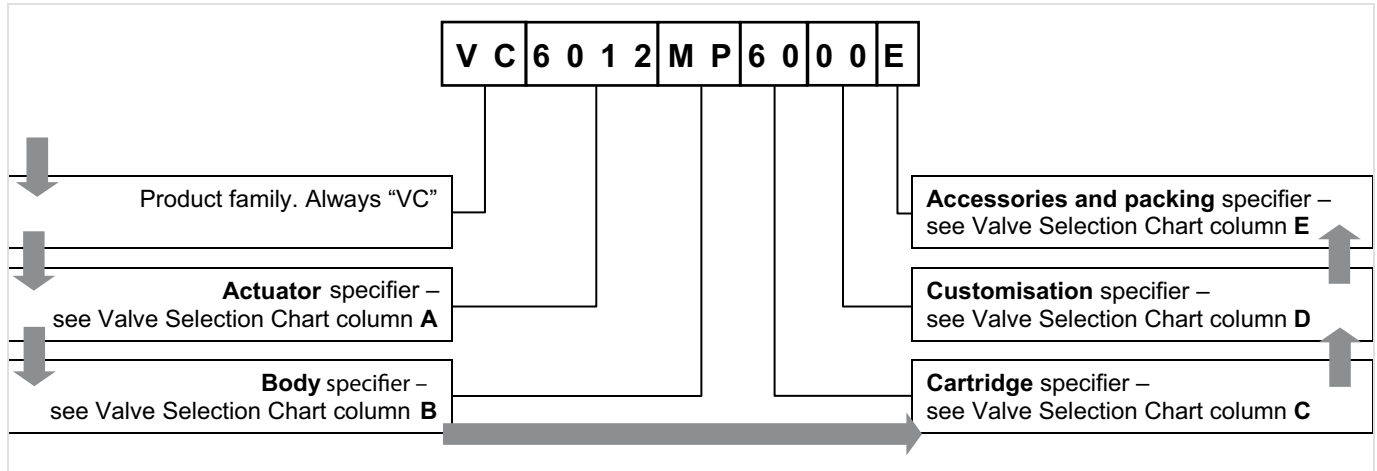 V C 6 0 1 2 M P 6 0 0 0 E
Product family. Always “VC”
Actuator specifier –
see Valve Selection Chart column A
Body specifier –
see Valve Selection Chart column B
Accessories and packing specifier –
see Valve Selection Chart column E
Customisation specifier –
see Valve Selection Chart column D
Cartridge specifier –
see Valve Selection Chart column C